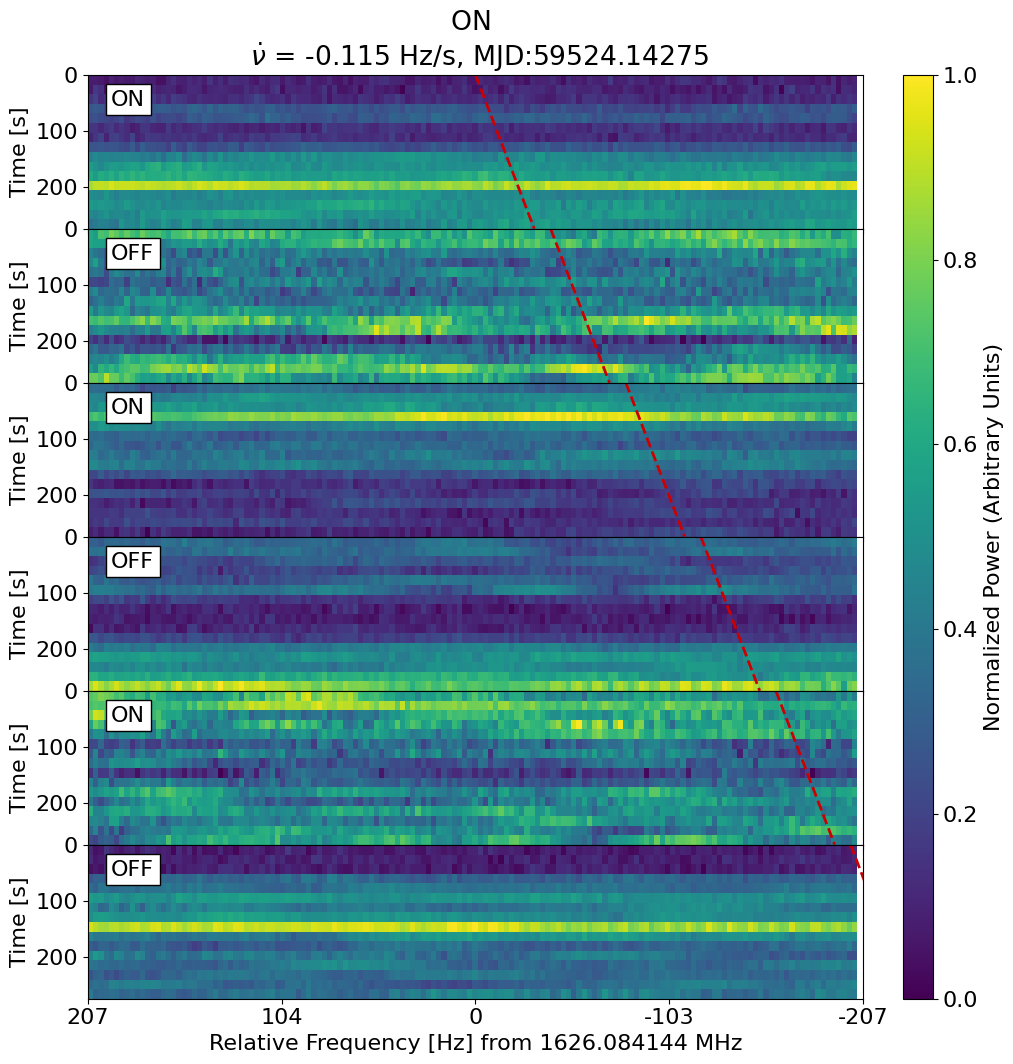 ON
ν̇ = -0.115 Hz/s, MJD:59524.14275
0
ON
100
Time [s]
200
0
OFF
100
Time [s]
200
0
ON
100
Time [s]
200
0
OFF
100
Time [s]
200
0
ON
100
Time [s]
200
0
OFF
100
Time [s]
200
207 104 0 -103 -207
Relative Frequency [Hz] from 1626.084144 MHz
1.0
0.8
0.6
0.4
0.2
0.0
Normalized Power (Arbitrary Units)